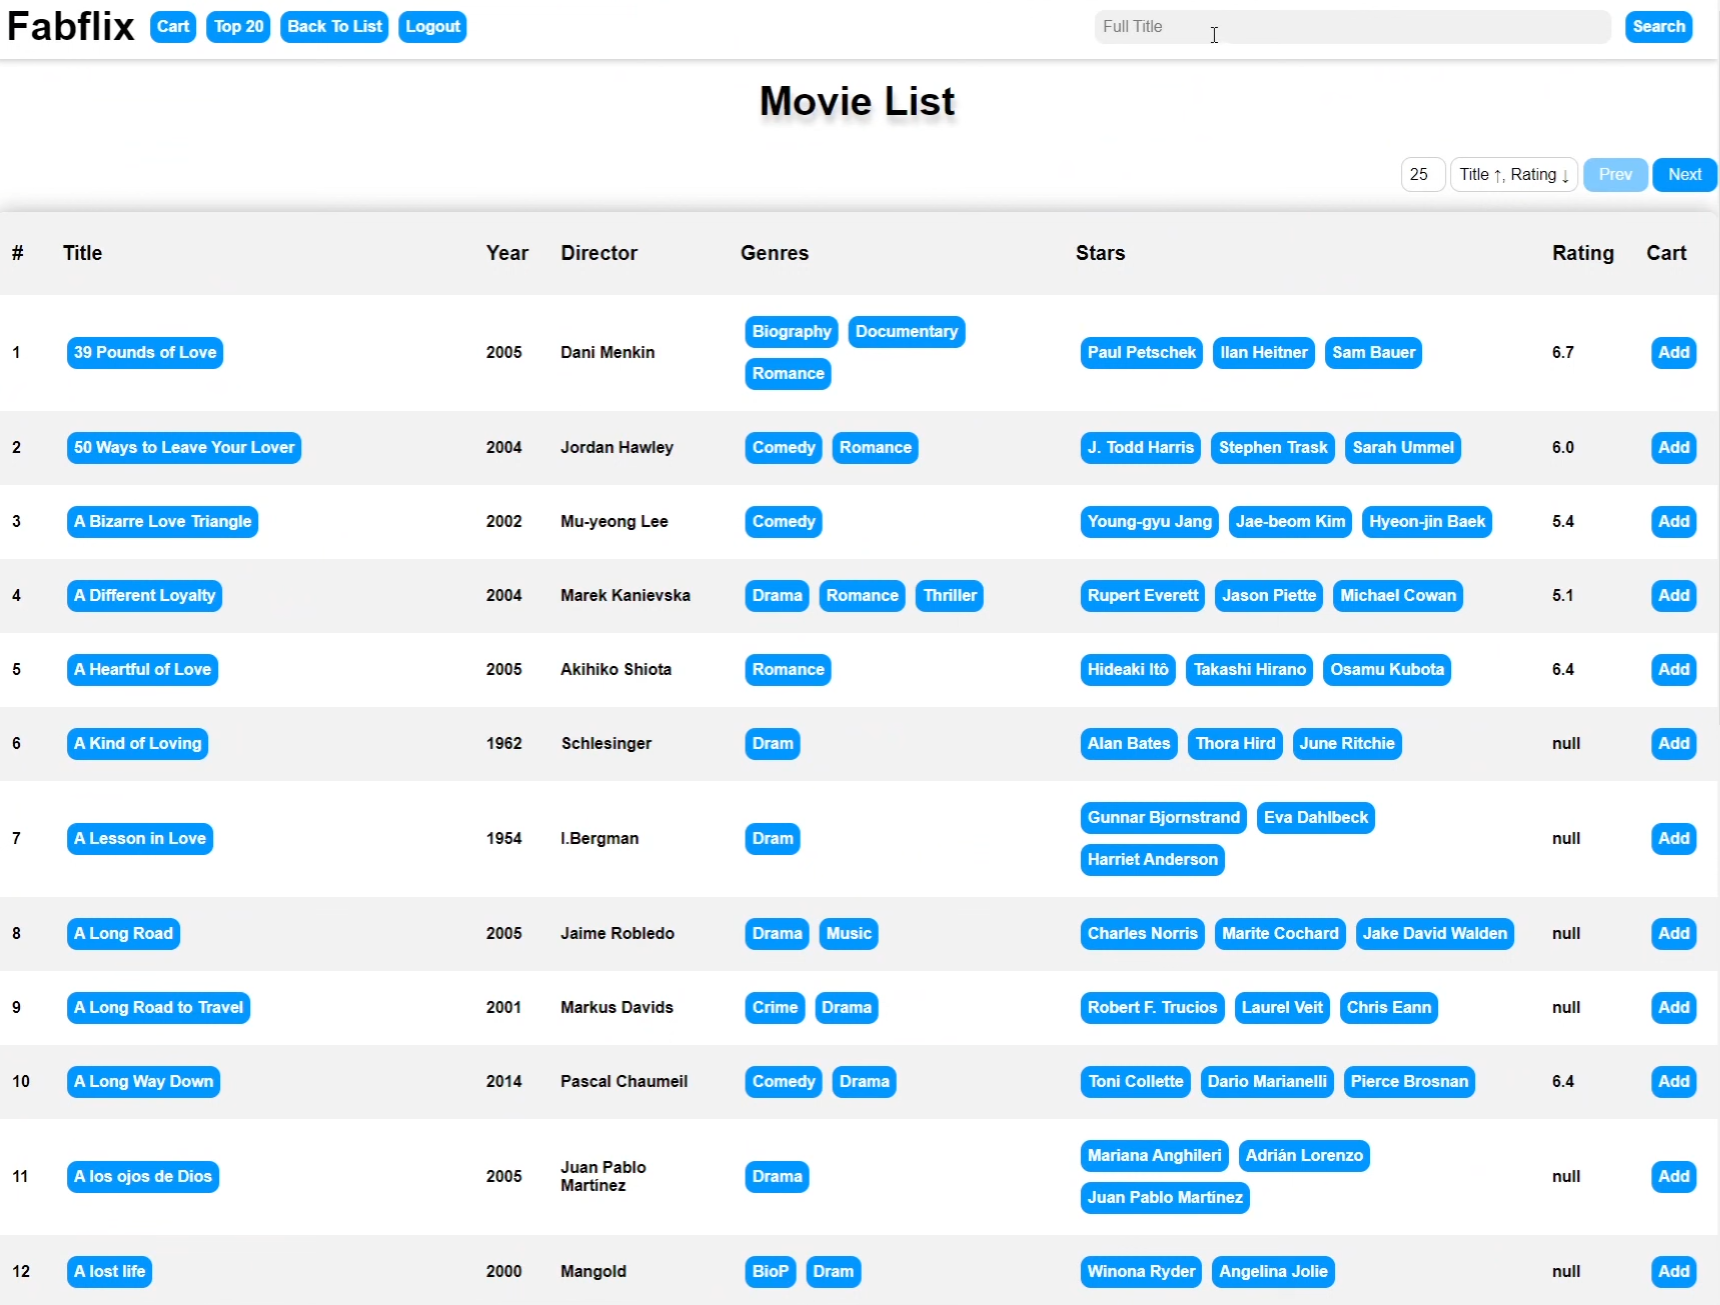 Fabflix Cart Top 20 Back To List Logout Full Title Search
Movie List
25 Title ↑, Rating ↓ Prev Next
# Title Year Director Genres Stars Rating Cart
1 39 Pounds of Love 2005 Dani Menkin Biography Documentary Romance Paul Petschek Ilan Heitner Sam Bauer 6.7 Add
2 50 Ways to Leave Your Lover 2004 Jordan Hawley Comedy Romance J. Todd Harris Stephen Trask Sarah Ummel 6.0 Add
3 A Bizarre Love Triangle 2002 Mu-yeong Lee Comedy Young-gyu Jang Jae-beom Kim Hyeon-jin Baek 5.4 Add
4 A Different Loyalty 2004 Marek Kanievska Drama Romance Thriller Rupert Everett Jason Piette Michael Cowan 5.1 Add
5 A Heartful of Love 2005 Akihiko Shiota Romance Hideaki Itô Takashi Hirano Osamu Kubota 6.4 Add
6 A Kind of Loving 1962 Schlesinger Dram Alan Bates Thora Hird June Ritchie null Add
7 A Lesson in Love 1954 I.Bergman Dram Gunnar Bjornstrand Eva Dahlbeck Harriet Anderson null Add
8 A Long Road 2005 Jaime Robledo Drama Music Charles Norris Marite Cochard Jake David Walden null Add
9 A Long Road to Travel 2001 Markus Davids Crime Drama Robert F. Trucios Laurel Veit Chris Eann null Add
10 A Long Way Down 2014 Pascal Chaumeil Comedy Drama Toni Collette Dario Marianelli Pierce Brosnan 6.4 Add
11 A los ojos de Dios 2005 Juan Pablo Martínez Drama Mariana Anghileri Adrián Lorenzo Juan Pablo Martínez null Add
12 A lost life 2000 Mangold BioP Dram Winona Ryder Angelina Jolie null Add